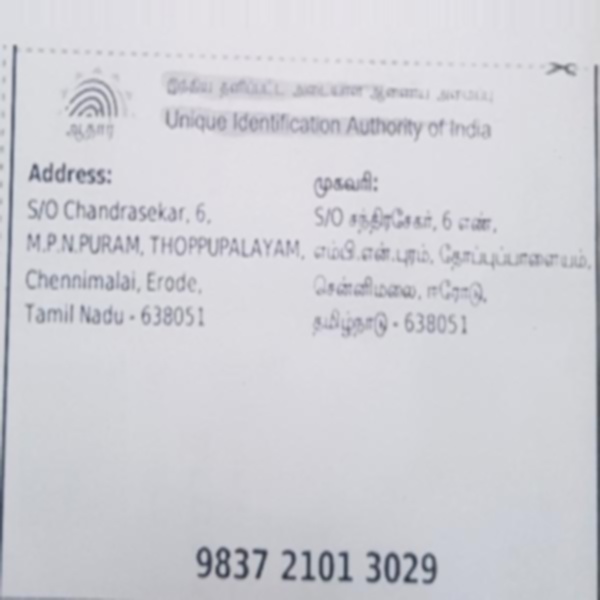 இந்திய தனிப்பட்ட அடையாள ஆணைய அமைப்பு
Unique Identification Authority of India
ஆதார்
Address:
S/O Chandrasekar, 6,
M.P.N.PURAM, THOPPUPALAYAM,
Chennimalai, Erode,
Tamil Nadu - 638051
முகவரி:
S/O சந்திரசேகர், 6 எண்,
எம்.பி.என்.புரம், தோப்புப்பாளையம்,
சென்னிமலை, ஈரோடு,
தமிழ்நாடு - 638051
9837 2101 3029